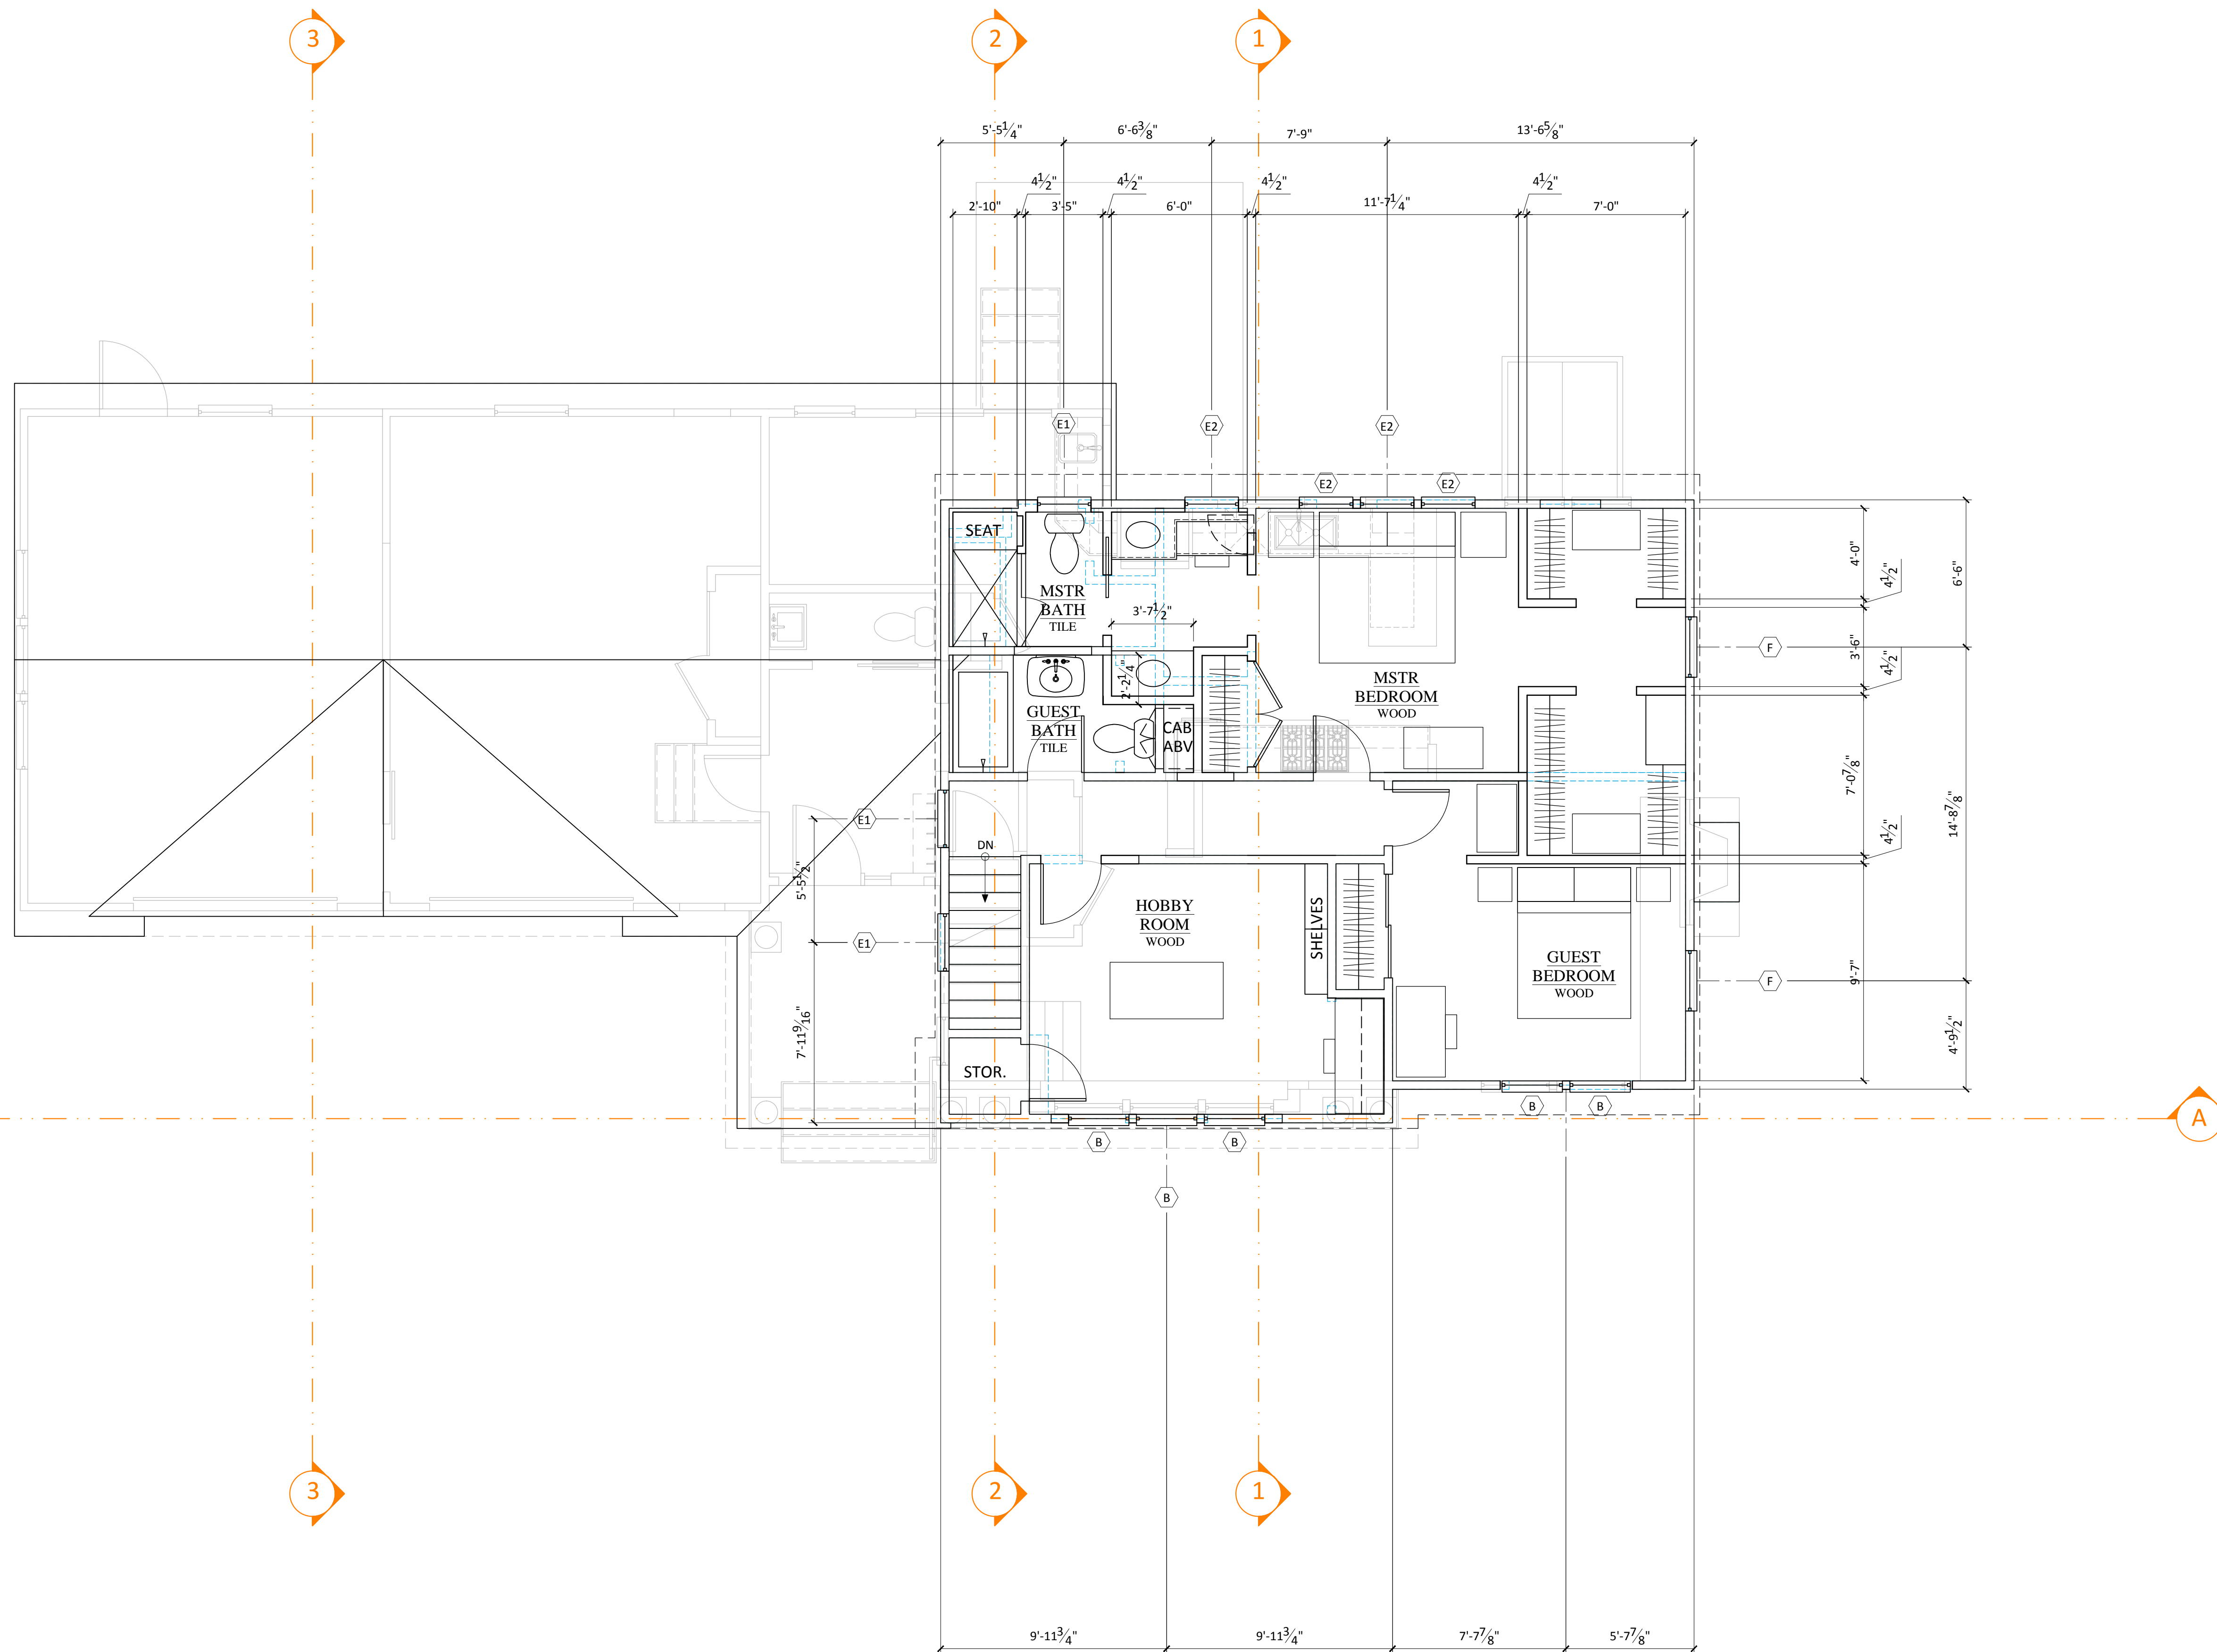 3
2
1
5'-5 1/4"
6'-6 3/8"
7'-9"
13'-6 5/8"
4 1/2"
4 1/2"
4 1/2"
4 1/2"
2'-10"
3'-5"
6'-0"
11'-7 1/4"
7'-0"
E1
E2
E2
E2
E2
SEAT
4'-0"
4 1/2"
6'-6"
MSTR
BATH
TILE
3'-7 1/2"
3'-6"
F
4 1/2"
2'-2 1/4"
MSTR
BEDROOM
WOOD
GUEST
BATH
TILE
CAB
ABV
7'-0 7/8"
14'-8 7/8"
4 1/2"
E1
DN
5'-5 1/2"
E1
HOBBY
ROOM
WOOD
SHELVES
GUEST
BEDROOM
WOOD
9'-7"
F
7'-11 9/16"
4'-9 1/2"
STOR.
B
B
A
B
B
B
3
2
1
9'-11 3/4"
9'-11 3/4"
7'-7 7/8"
5'-7 7/8"